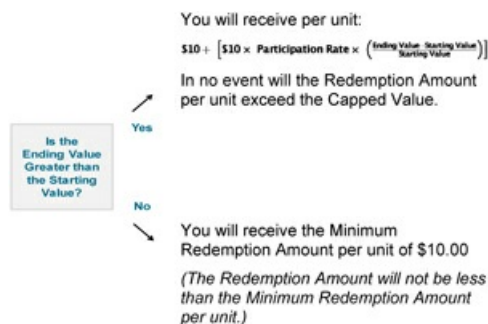 You will receive per unit:
$10 + [$10 × Participation Rate × (Ending Value - Starting Value / Starting Value)]
In no event will the Redemption Amount
per unit exceed the Capped Value.
Yes
Is the
Ending Value
Greater than
the Starting
Value?
No
You will receive the Minimum
Redemption Amount per unit of $10.00
(The Redemption Amount will not be less
than the Minimum Redemption Amount
per unit.)